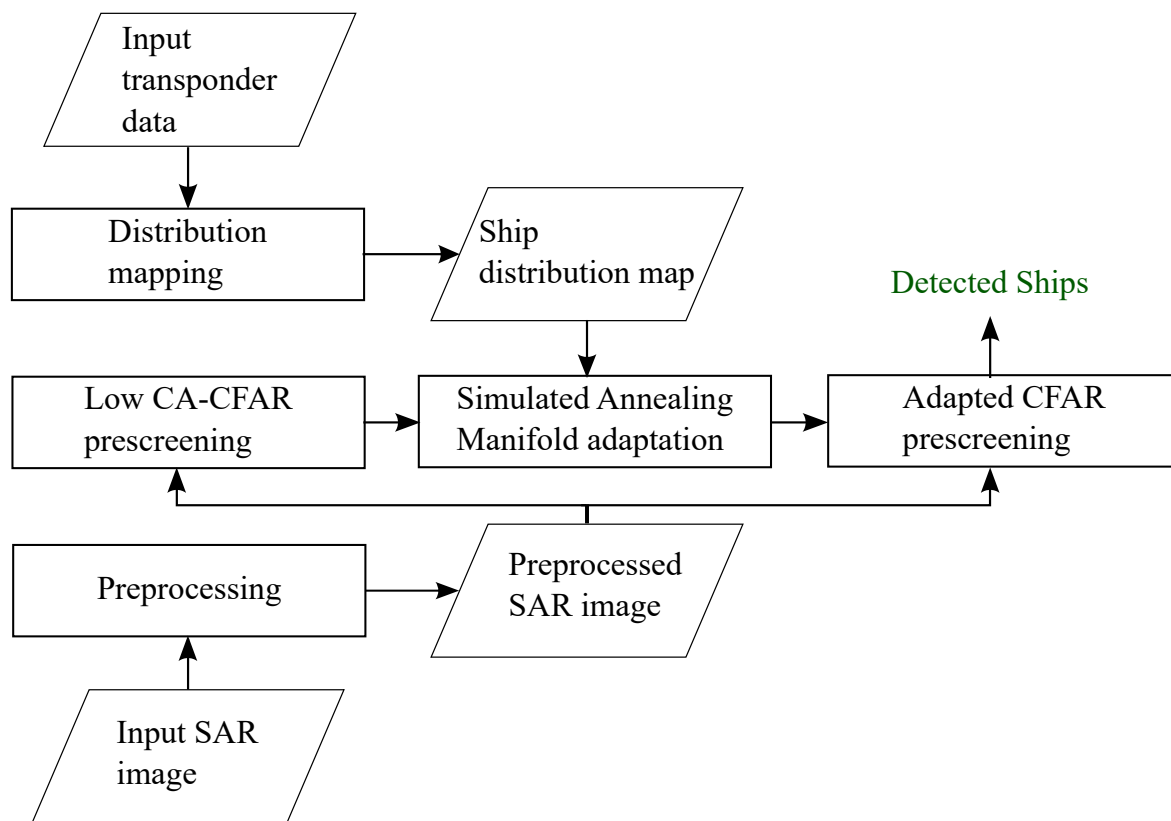 Input
transponder
data
Distribution
mapping
Ship
distribution map
Detected Ships
Low CA-CFAR
prescreening
Simulated Annealing
Manifold adaptation
Adapted CFAR
prescreening
Preprocessing
Preprocessed
SAR image
Input SAR
image